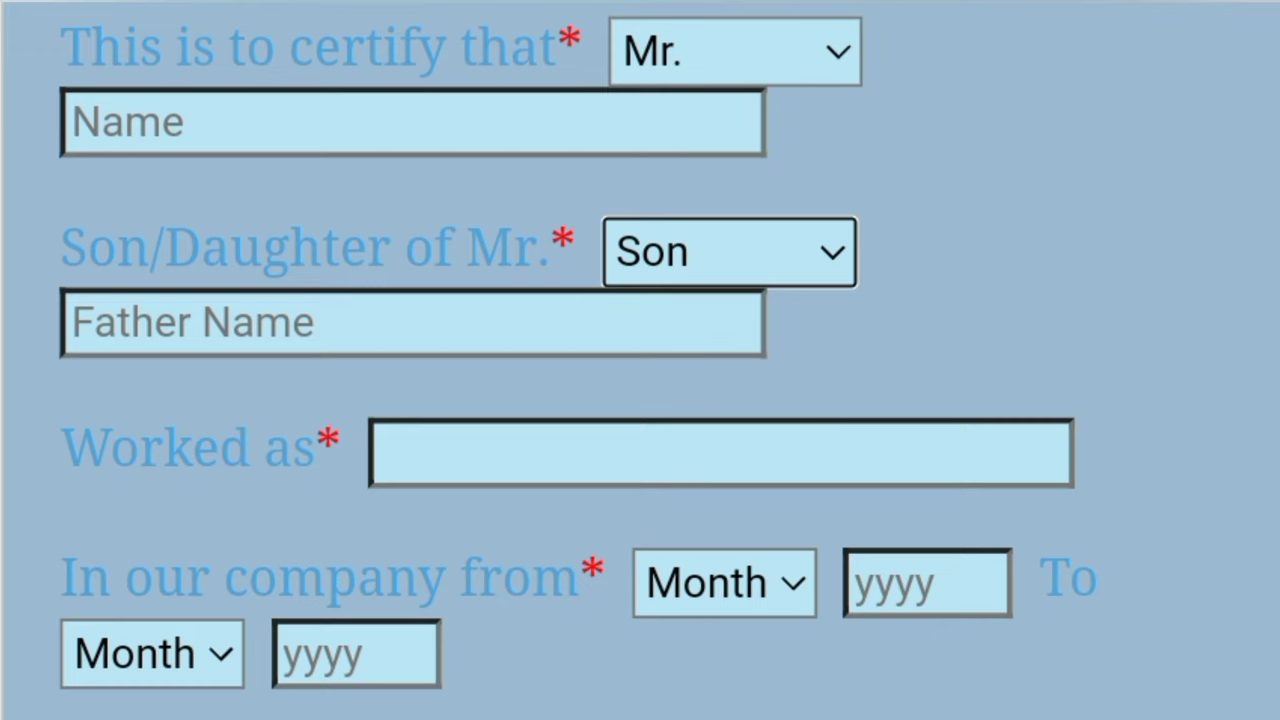 This is to certify that* Mr.
Name
Son/Daughter of Mr.* Son
Father Name
Worked as*
In our company from* Month yyyy To
Month yyyy